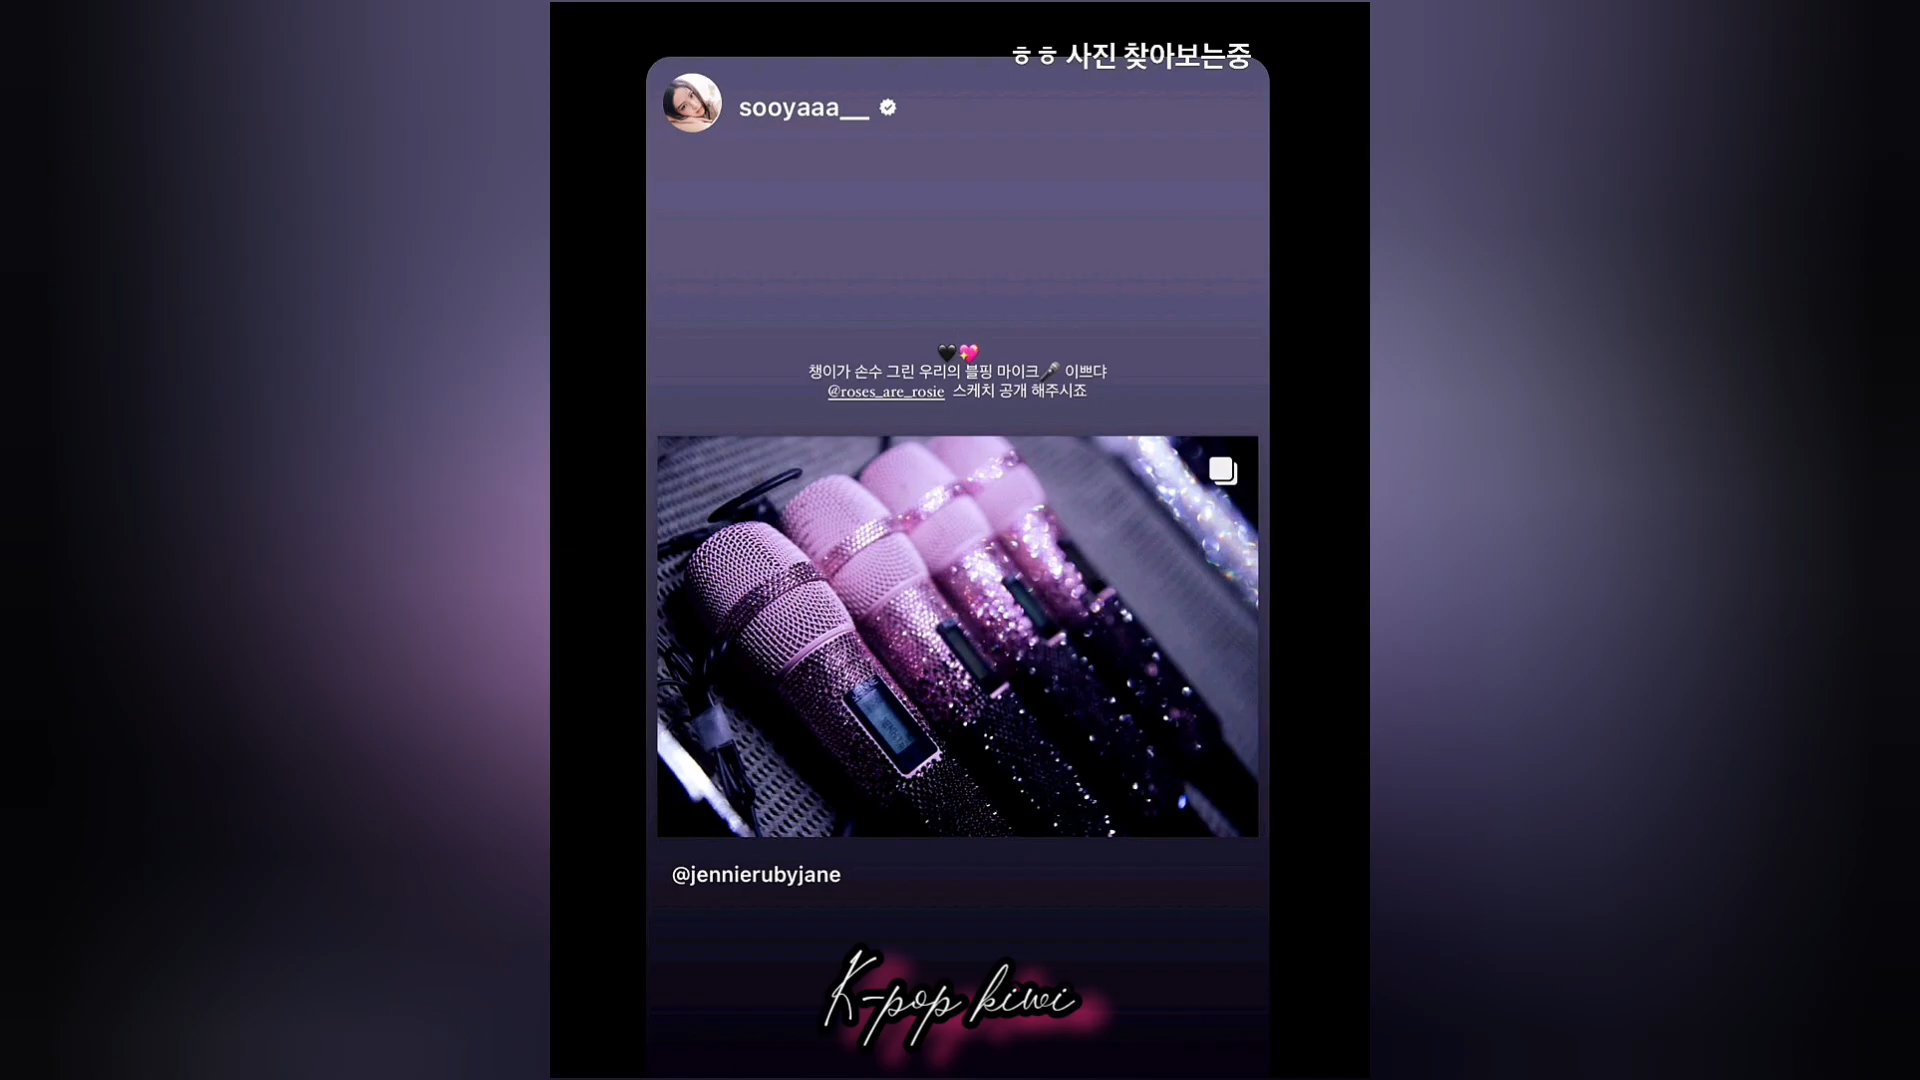 ㅎㅎ 사진 찾아보는중
sooyaaa__
🖤💖
챙이가 손수 그린 우리의 블핑 마이크🎤 이쁘댜
@roses_are_rosie 스케치 공개 해주시죠
@jennierubyjane
K-pop kiwi